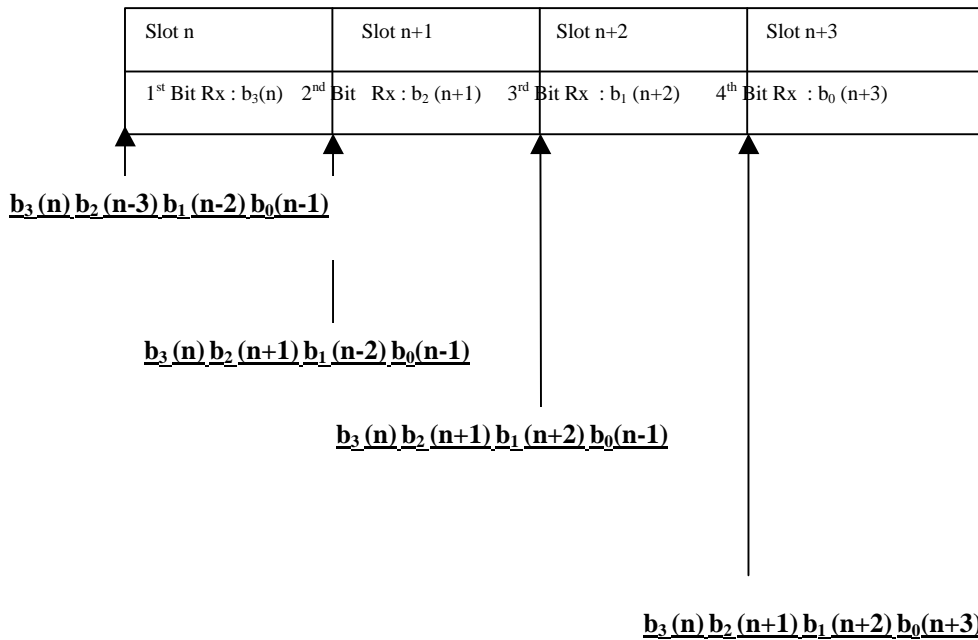 Slot n Slot n+1 Slot n+2 Slot n+3
1st Bit Rx : b3(n) 2nd Bit Rx : b2 (n+1) 3rd Bit Rx : b1 (n+2) 4th Bit Rx : b0 (n+3)
b3 (n) b2 (n-3) b1 (n-2) b0(n-1)
b3 (n) b2 (n+1) b1 (n-2) b0(n-1)
b3 (n) b2 (n+1) b1 (n+2) b0(n-1)
b3 (n) b2 (n+1) b1 (n+2) b0(n+3)